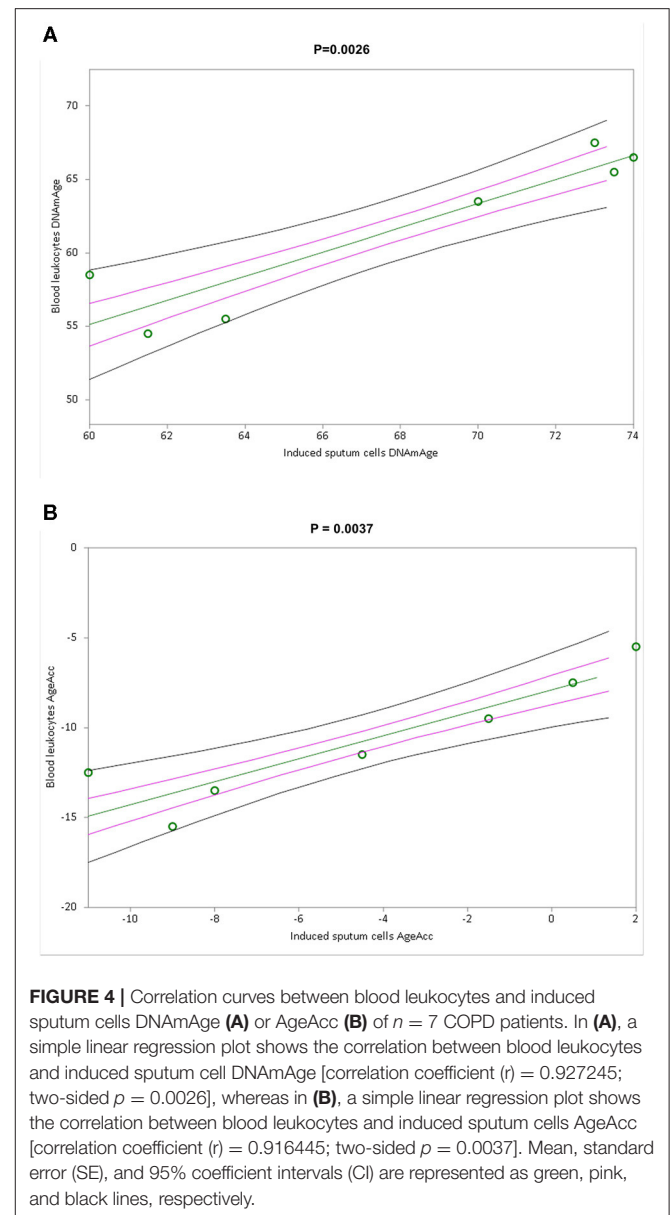 A
P=0.0026
Blood leukocytes DNAmAge
70
65
60
55
50
60 62 64 66 68 70 72 74
Induced sputum cells DNAmAge
B
P = 0.0037
Blood leukocytes AgeAcc
0
-5
-10
-15
-20
-10 -8 -6 -4 -2 0 2
Induced sputum cells AgeAcc
FIGURE 4 | Correlation curves between blood leukocytes and induced
sputum cells DNAmAge (A) or AgeAcc (B) of n = 7 COPD patients. In (A), a
simple linear regression plot shows the correlation between blood leukocytes
and induced sputum cell DNAmAge [correlation coefficient (r) = 0.927245;
two-sided p = 0.0026], whereas in (B), a simple linear regression plot shows
the correlation between blood leukocytes and induced sputum cells AgeAcc
[correlation coefficient (r) = 0.916445; two-sided p = 0.0037]. Mean, standard
error (SE), and 95% coefficient intervals (CI) are represented as green, pink,
and black lines, respectively.